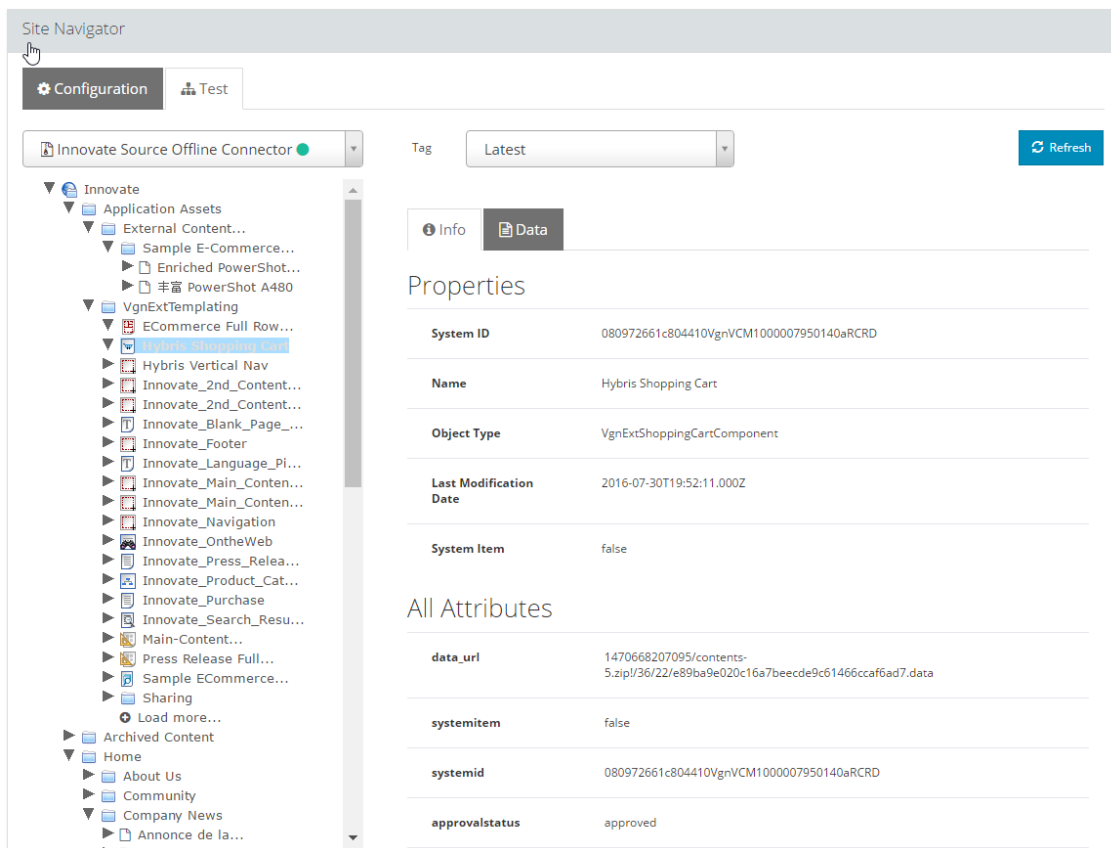 Site Navigator
Configuration
Test
Innovate Source Offline Connector
Tag
Latest
Refresh
Innovate
Application Assets
External Content...
Sample E-Commerce...
Enriched PowerShot...
丰富 PowerShot A480
VgnExtTemplating
ECommerce Full Row...
Hybris Shopping Cart
Hybris Vertical Nav
Innovate_2nd_Content...
Innovate_2nd_Content...
Innovate_Blank_Page_...
Innovate_Footer
Innovate_Language_Pi...
Innovate_Main_Conten...
Innovate_Main_Conten...
Innovate_Navigation
Innovate_OntheWeb
Innovate_Press_Relea...
Innovate_Product_Cat...
Innovate_Purchase
Innovate_Search_Resu...
Main-Content...
Press Release Full...
Sample ECommerce...
Sharing
Load more...
Archived Content
Home
About Us
Community
Company News
Annonce de la...
Info
Data
Properties
System ID 080972661c804410VgnVCM1000007950140aRCRD
Name Hybris Shopping Cart
Object Type VgnExtShoppingCartComponent
Last Modification 2016-07-30T19:52:11.000Z
Date
System Item false
All Attributes
data_url 1470668207095/contents-
5.zip!/36/22/e89ba9e020c16a7beecde9c61466ccaf6ad7.data
systemitem false
systemid 080972661c804410VgnVCM1000007950140aRCRD
approvalstatus approved